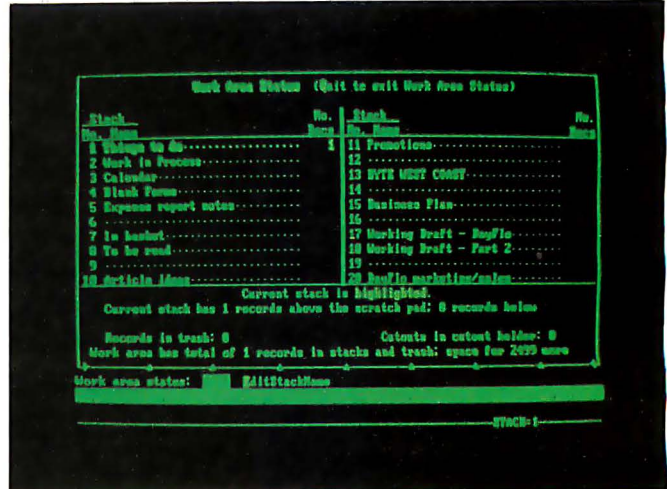 Work Area Status (Quit to exit Work Area Status)
Stack No. Stack No.
No. Name Recs No. Name Recs
1 Things to do 1
2 Work in Process
3 Calendar
4 Blank Forms
5 Expense report notes
6
7 In basket
8 To be read
9
10 Article ideas
11 Promotions
12
13 BYTE WEST COAST
14
15 Business Plan
16
17 Working Draft - DayFlo
18 Working Draft - Part 2
19
20 DayFlo marketing/sales
Current stack is highlighted.
Current stack has 1 records above the scratch pad; 0 records below
Records in trash: 0 Cutouts in cutout holder: 0
Work area has total of 1 records in stacks and trash; space for 2499 more
Work area status: EditStackName
STACK:1